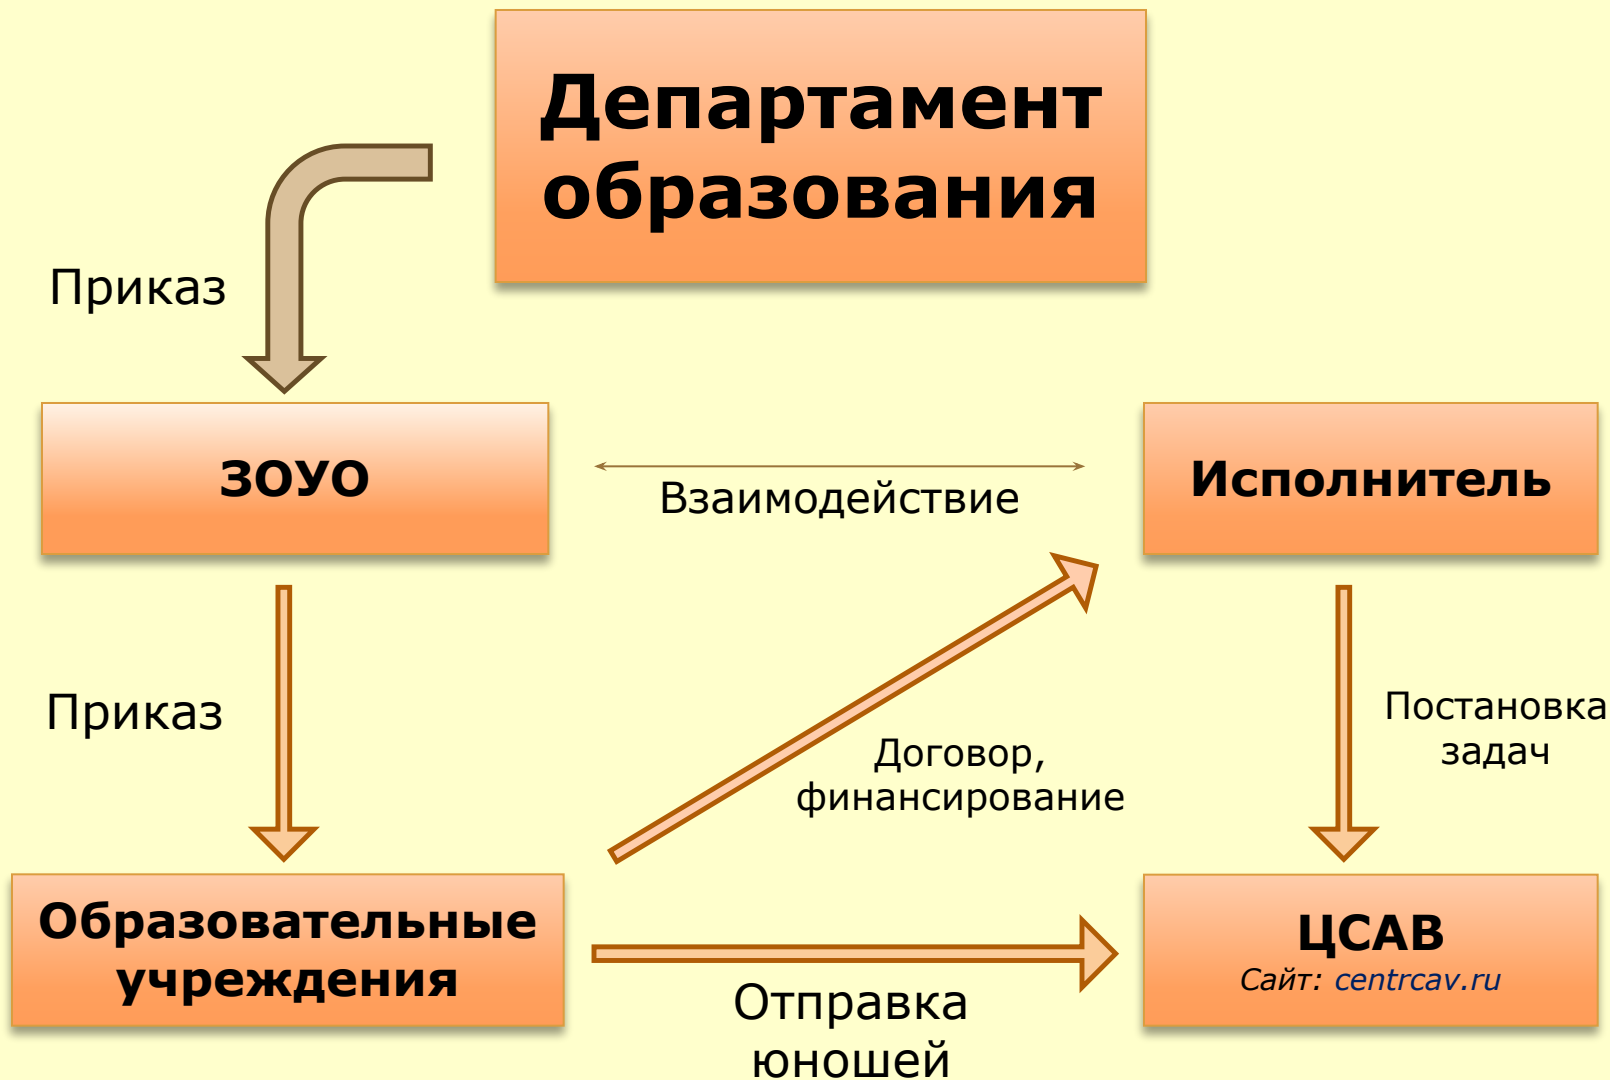 Департамент
образования
Приказ
ЗОУО
Взаимодействие
Исполнитель
Приказ
Договор,
финансирование
Постановка
задач
Образовательные
учреждения
Отправка
юношей
ЦСАВ
Сайт: centrcav.ru